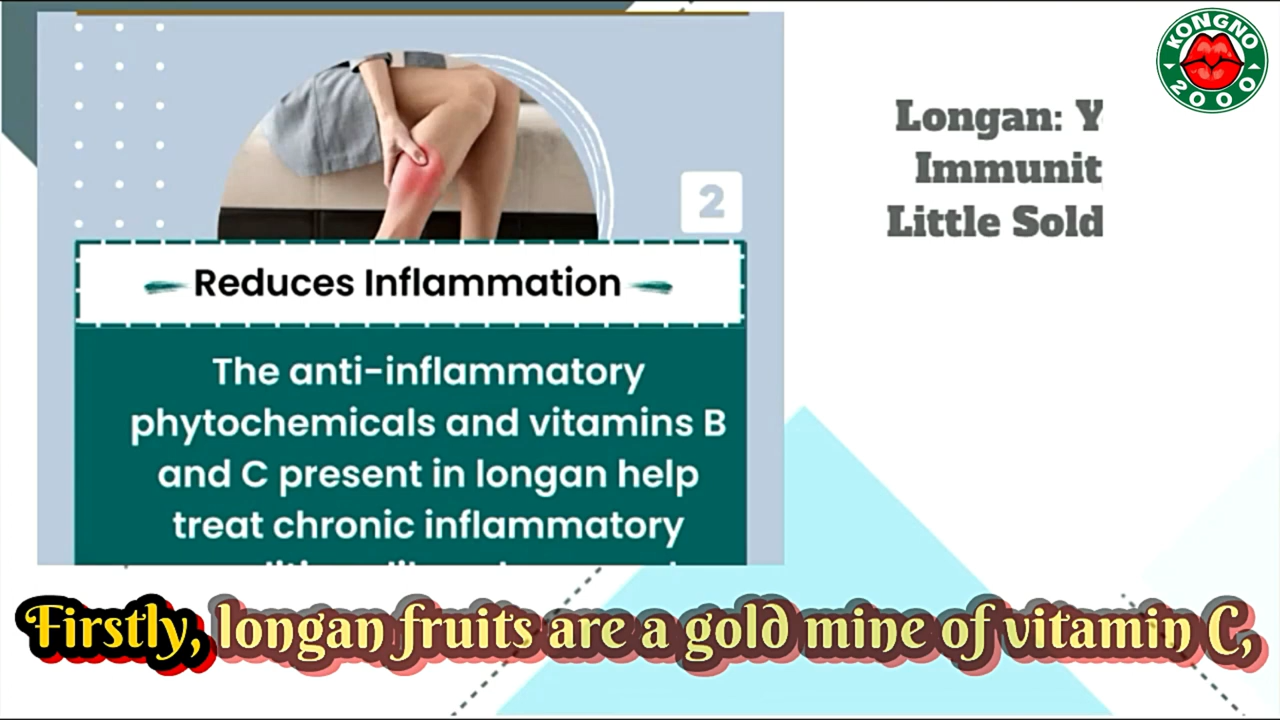 KONGNO
2000
Longan: Y
Immunit
Little Sold
2
Reduces Inflammation
The anti-inflammatory
phytochemicals and vitamins B
and C present in longan help
treat chronic inflammatory
Firstly, longan fruits are a gold mine of vitamin C,